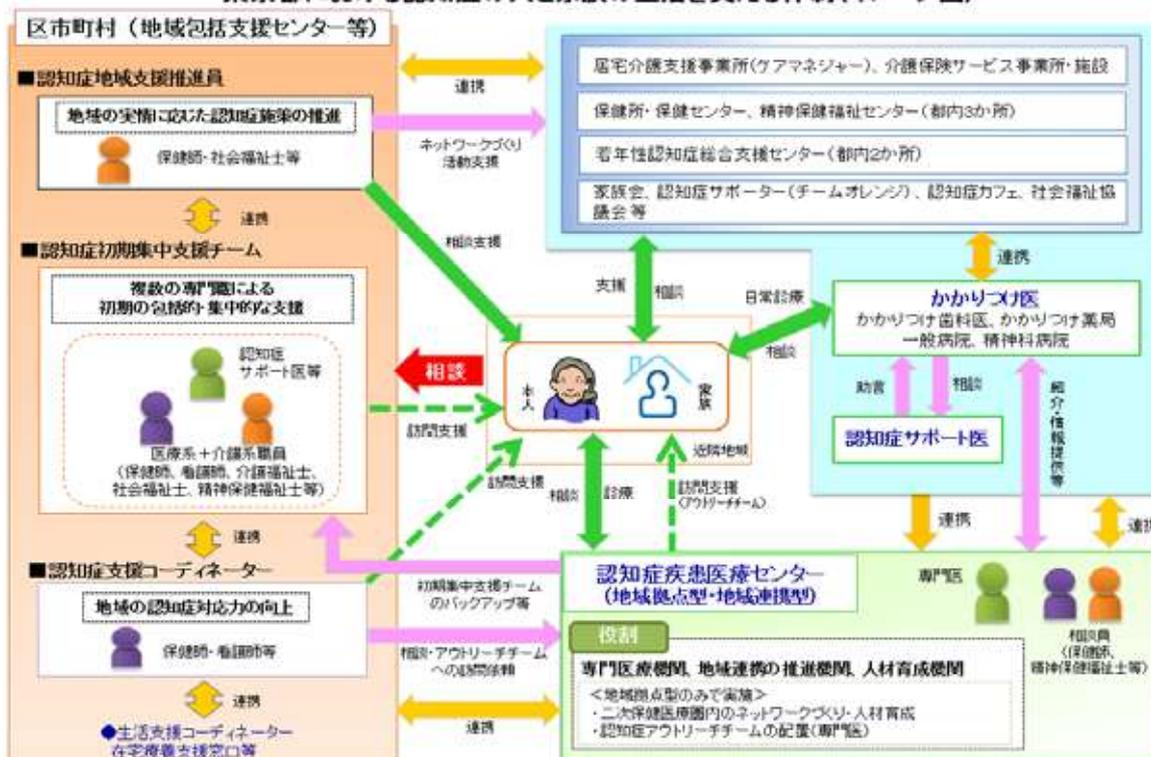 区市町村（地域包括支援センター等）
■認知症地域支援推進員
地域の実情に応じた認知症施策の推進
保健師・社会福祉士等
連携
■認知症初期集中支援チーム
複数の専門職による
初期の包括的・集中的な支援
認知症
サポート医等
医療系＋介護系職員
（保健師、看護師、介護福祉士、
社会福祉士、精神保健福祉士等）
連携
■認知症支援コーディネーター
地域の認知症対応力の向上
保健師・看護師等
連携
●生活支援コーディネーター
在宅療養支援窓口等
連携
ネットワークづくり
活動支援
相談支援
相談
訪問支援
訪問支援
初期集中支援チーム
のバックアップ等
相談・アウトリーチチーム
への訪問依頼
連携
居宅介護支援事業所（ケアマネジャー）、介護保険サービス事業所・施設
保健所・保健センター、精神保健福祉センター（都内3か所）
若年性認知症総合支援センター（都内2か所）
家族会、認知症サポーター（チームオレンジ）、認知症カフェ、社会福祉協
議会等
支援
相談
日常診療
相談
本人
家族
近隣地域
相談
診療
訪問支援
（アウトリーチチーム）
連携
かかりつけ医
かかりつけ歯科医、かかりつけ薬局
一般病院、精神科病院
助言
相談
認知症サポート医
紹介・情報提供等
連携
連携
認知症疾患医療センター
（地域拠点型・地域連携型）
専門医
相談員
（保健師、
精神保健福祉士等）
役割
専門医療機関、地域連携の推進機関、人材育成機関
＜地域拠点型のみで実施＞
・二次保健医療圏内のネットワークづくり・人材育成
・認知症アウトリーチチームの配置（専門医）